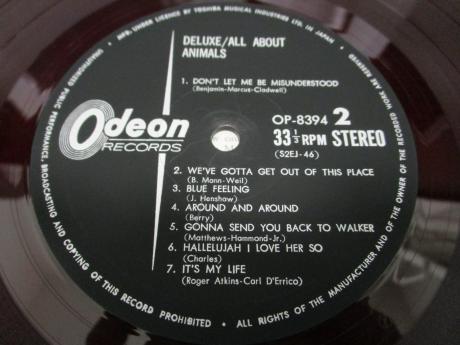 MFG. UNDER LICENCE BY TOSHIBA MUSICAL INDUSTRIES LTD. IN JAPAN
DELUXE/ALL ABOUT
ANIMALS
1. DON'T LET ME BE MISUNDERSTOOD
(Benjamin-Marcus-Cladwell)
Odeon
RECORDS
OP-8394 2
33 1/3 RPM STEREO
(S2EJ-46)
2. WE'VE GOTTA GET OUT OF THIS PLACE
(B. Mann-Weil)
3. BLUE FEELING
(J. Henshaw)
4. AROUND AND AROUND
(Berry)
5. GONNA SEND YOU BACK TO WALKER
(Matthews-Hammond-Jr.)
6. HALLELUJAH I LOVE HER SO
(Charles)
7. IT'S MY LIFE
(Roger Atkins-Carl D'Errico)
UNAUTHORISED PUBLIC PERFORMANCE, BROADCASTING AND COPYING OF THIS RECORD PROHIBITED • ALL RIGHTS OF THE MANUFACTURER AND OF THE OWNER OF THE RECORDED WORK ARE RESERVED